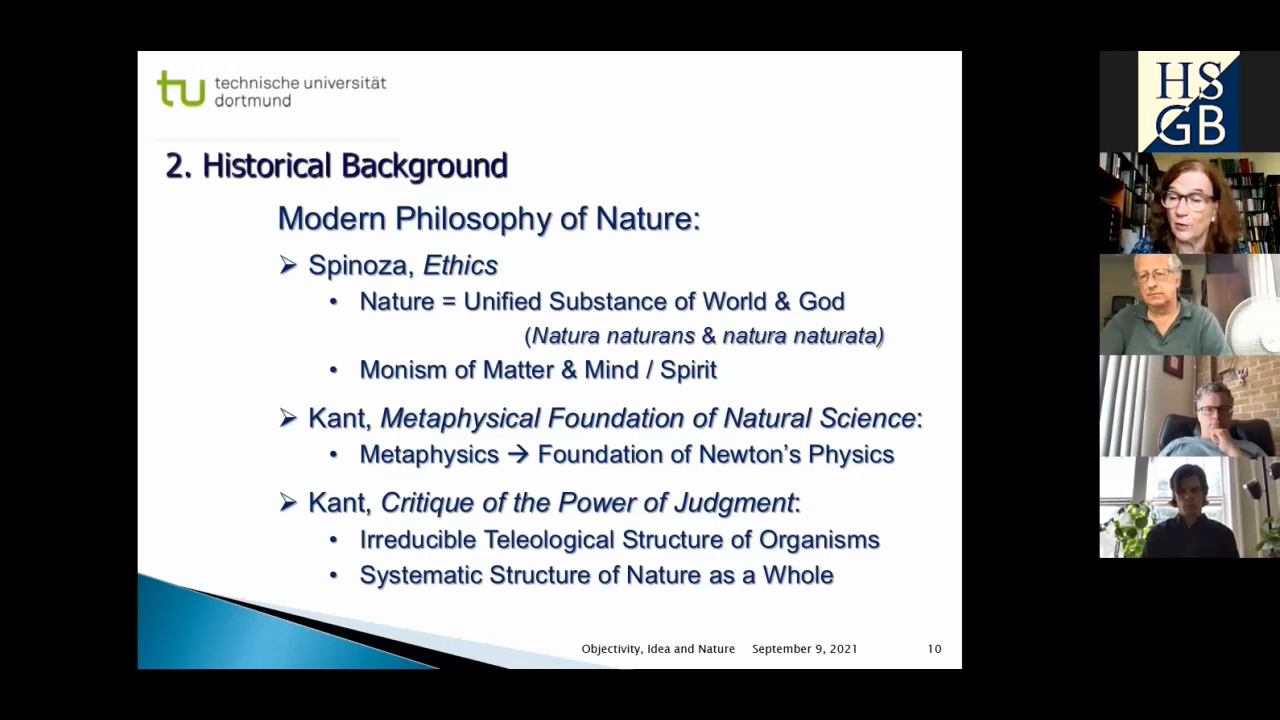 tu technische universität
dortmund
2. Historical Background
Modern Philosophy of Nature:
➢ Spinoza, Ethics
• Nature = Unified Substance of World & God
(Natura naturans & natura naturata)
• Monism of Matter & Mind / Spirit
➢ Kant, Metaphysical Foundation of Natural Science:
• Metaphysics → Foundation of Newton's Physics
➢ Kant, Critique of the Power of Judgment:
• Irreducible Teleological Structure of Organisms
• Systematic Structure of Nature as a Whole
Objectivity, Idea and Nature September 9, 2021 10
HS
GB